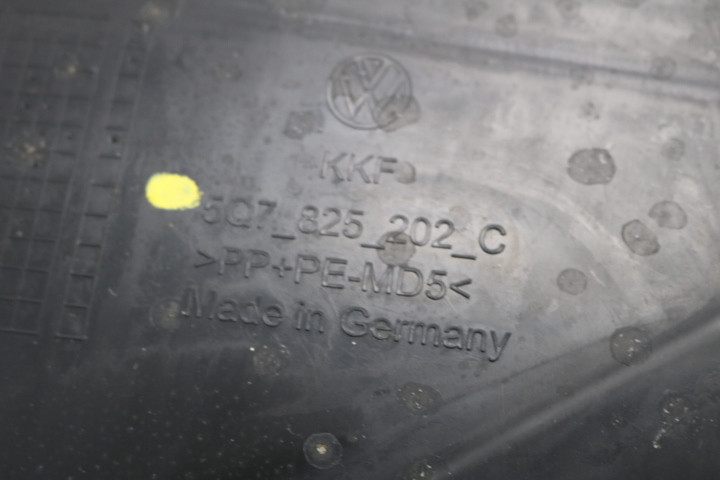 KKF
5Q7_825_202_C
>PP+PE-MD5<
Made in Germany